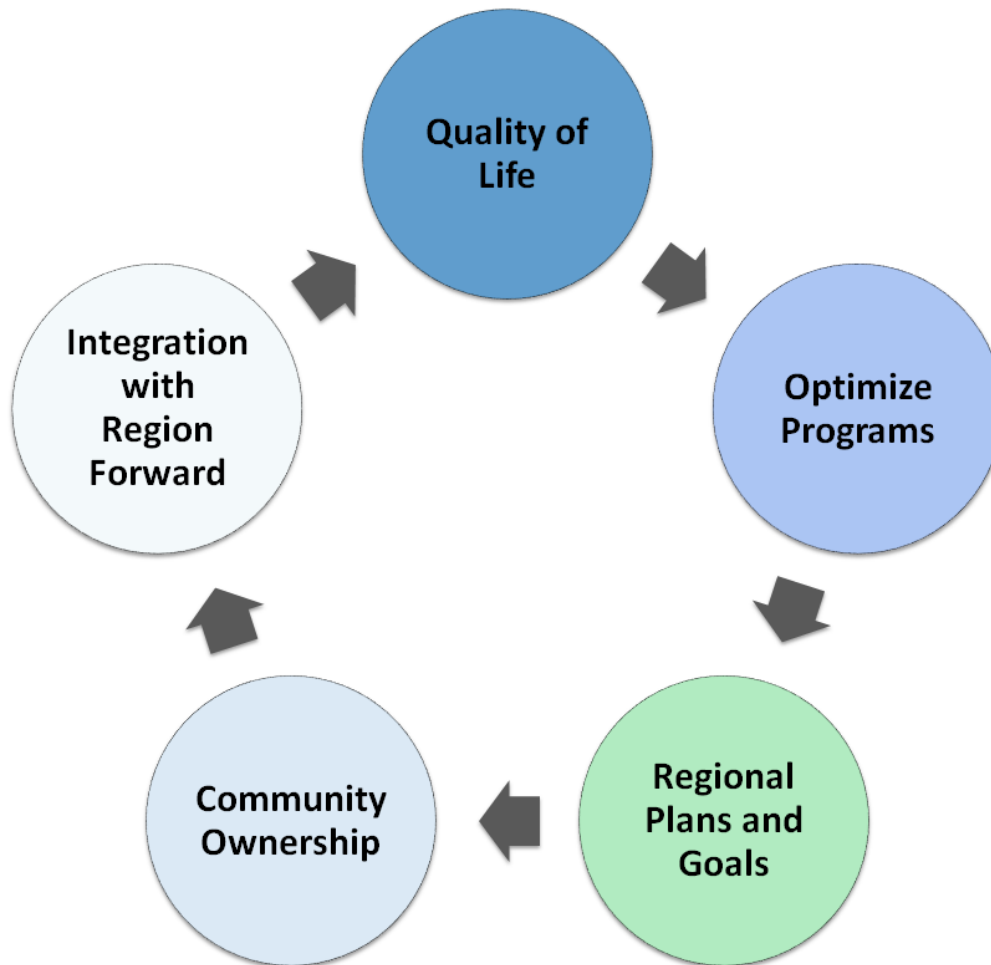 Quality of
Life
Optimize
Programs
Regional
Plans and
Goals
Community
Ownership
Integration
with
Region
Forward